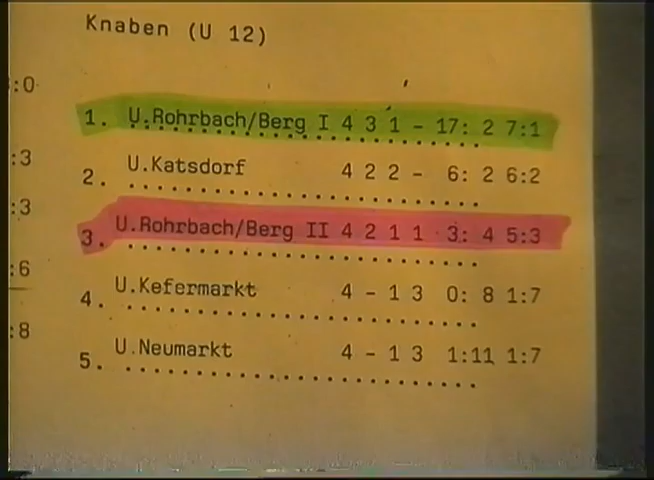 Knaben (U 12)
:0
1. U.Rohrbach/Berg I 4 3 1 - 17: 2 7:1
:3
2. U.Katsdorf 4 2 2 - 6: 2 6:2
:3
3. U.Rohrbach/Berg II 4 2 1 1 3: 4 5:3
:6
4. U.Kefermarkt 4 - 1 3 0: 8 1:7
:8
5. U.Neumarkt 4 - 1 3 1:11 1:7